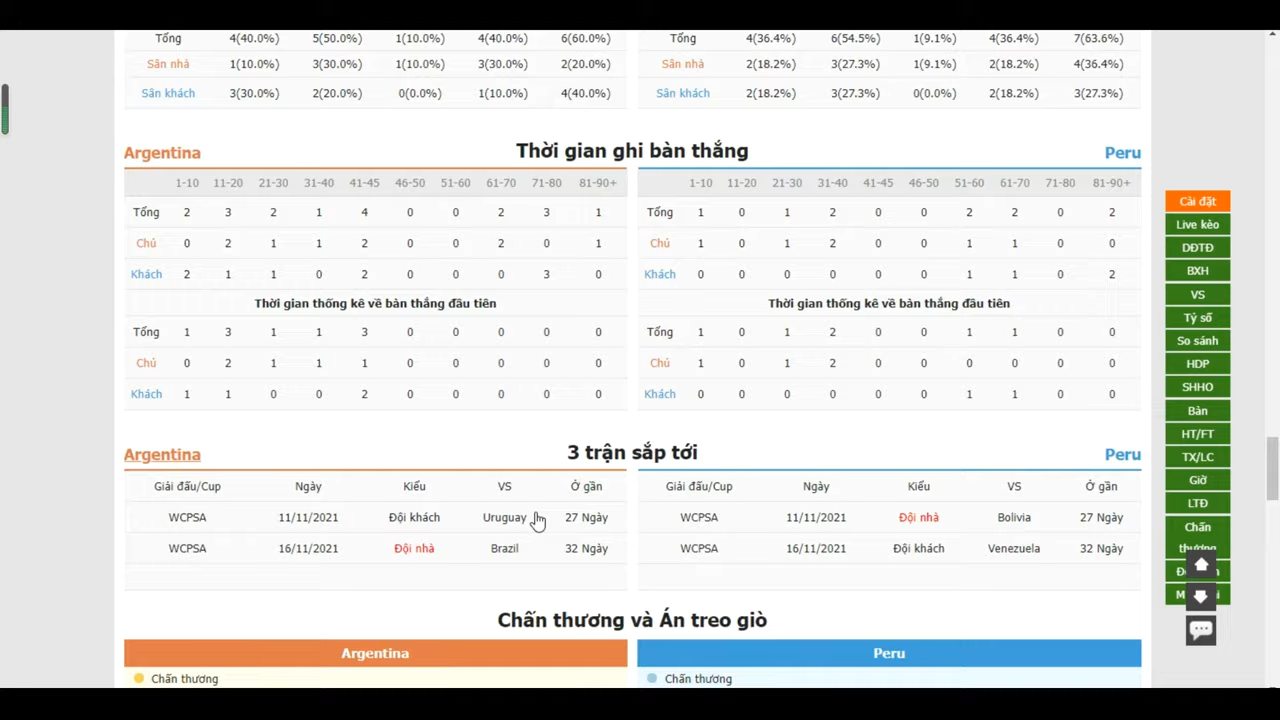 Tổng 4(40.0%) 5(50.0%) 1(10.0%) 4(40.0%) 6(60.0%) Tổng 4(36.4%) 6(54.5%) 1(9.1%) 4(36.4%) 7(63.6%)
Sân nhà 1(10.0%) 3(30.0%) 1(10.0%) 3(30.0%) 2(20.0%) Sân nhà 2(18.2%) 3(27.3%) 1(9.1%) 2(18.2%) 4(36.4%)
Sân khách 3(30.0%) 2(20.0%) 0(0.0%) 1(10.0%) 4(40.0%) Sân khách 2(18.2%) 3(27.3%) 0(0.0%) 2(18.2%) 3(27.3%)
Argentina Thời gian ghi bàn thắng Peru
1-10 11-20 21-30 31-40 41-45 46-50 51-60 61-70 71-80 81-90+ 1-10 11-20 21-30 31-40 41-45 46-50 51-60 61-70 71-80 81-90+
Tổng 2 3 2 1 4 0 0 2 3 1 Tổng 1 0 1 2 0 0 2 2 0 2
Chủ 0 2 1 1 2 0 0 2 0 1 Chủ 1 0 1 2 0 0 1 1 0 0
Khách 2 1 1 0 2 0 0 0 3 0 Khách 0 0 0 0 0 0 1 1 0 2
Thời gian thống kê về bàn thắng đầu tiên Thời gian thống kê về bàn thắng đầu tiên
Tổng 1 3 1 1 3 0 0 0 0 0 Tổng 1 0 1 2 0 0 1 1 0 0
Chủ 0 2 1 1 1 0 0 0 0 0 Chủ 1 0 1 2 0 0 0 0 0 0
Khách 1 1 0 0 2 0 0 0 0 0 Khách 0 0 0 0 0 0 1 1 0 0
Argentina 3 trận sắp tới Peru
Giải đấu/Cup Ngày Kiểu VS Ở gần Giải đấu/Cup Ngày Kiểu VS Ở gần
WCPSA 11/11/2021 Đội khách Uruguay 27 Ngày WCPSA 11/11/2021 Đội nhà Bolivia 27 Ngày
WCPSA 16/11/2021 Đội nhà Brazil 32 Ngày WCPSA 16/11/2021 Đội khách Venezuela 32 Ngày
Chấn thương và Án treo giò
Argentina Peru
Chấn thương Chấn thương
Cài đặt
Live kèo
DĐTĐ
BXH
VS
Tỷ số
So sánh
HDP
SHHO
Bàn
HT/FT
TX/LC
Giờ
LTĐ
Chấn
thương